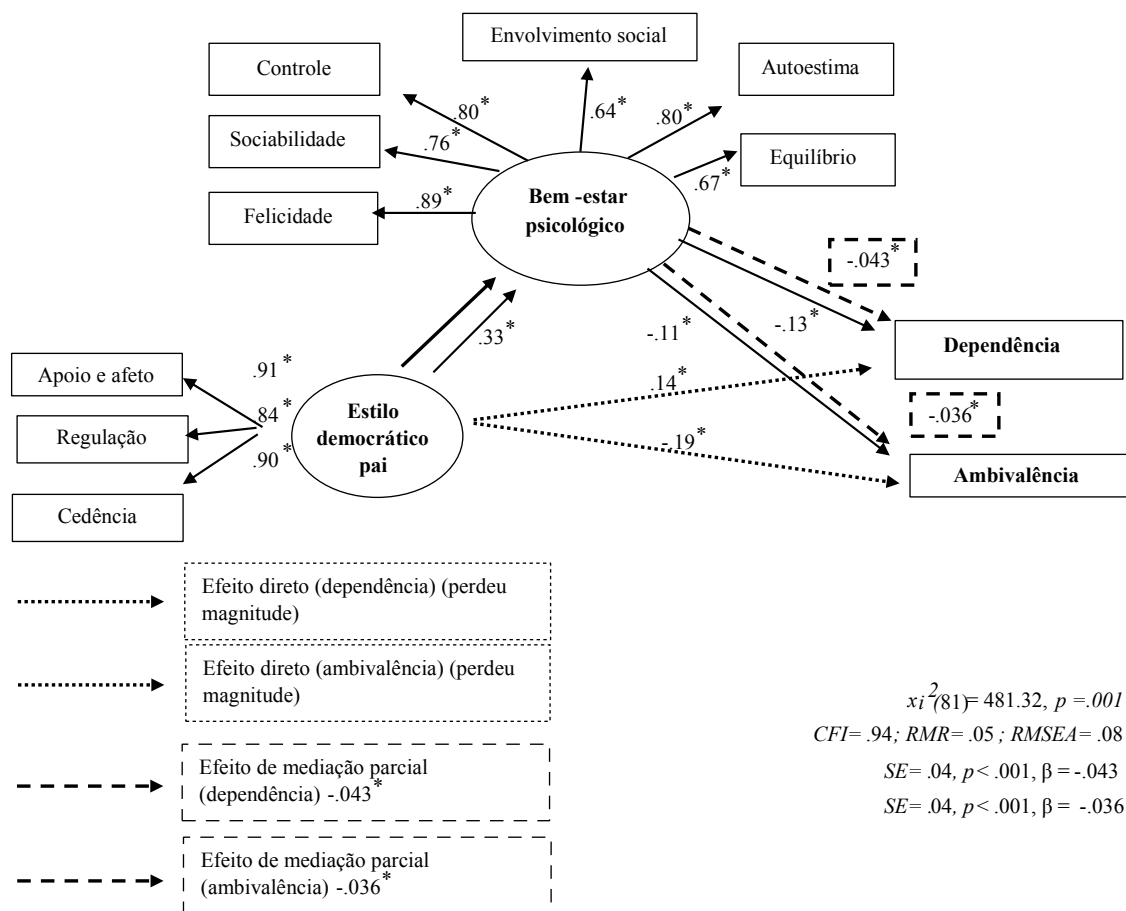 Envolvimento social
Controle
Autoestima
.80*
.64*
.80*
Sociabilidade
.76*
Equilíbrio
.67*
Felicidade
.89*
Bem -estar
psicológico
-.043*
.33*
-.11*
-.13*
Dependência
Apoio e afeto
.91*
.14*
Estilo
democrático
pai
Regulação
.84*
-.036*
.90*
-.19*
Ambivalência
Cedência
Efeito direto (dependência) (perdeu
magnitude)
Efeito direto (ambivalência) (perdeu
magnitude)
Efeito de mediação parcial
(dependência) -.043*
Efeito de mediação parcial
(ambivalência) -.036*
xi²(81)= 481.32, p =.001
CFI= .94; RMR= .05 ; RMSEA= .08
SE= .04, p< .001, β = -.043
SE= .04, p< .001, β = -.036